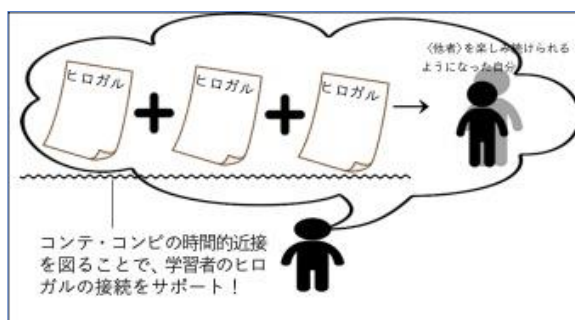 〈他者〉を楽しみ続けられる
ようになった自分
ヒロガル
ヒロガル
ヒロガル
コンテ・コンピの時間的近接
を図ることで、学習者のヒロ
ガルの接続をサポート！